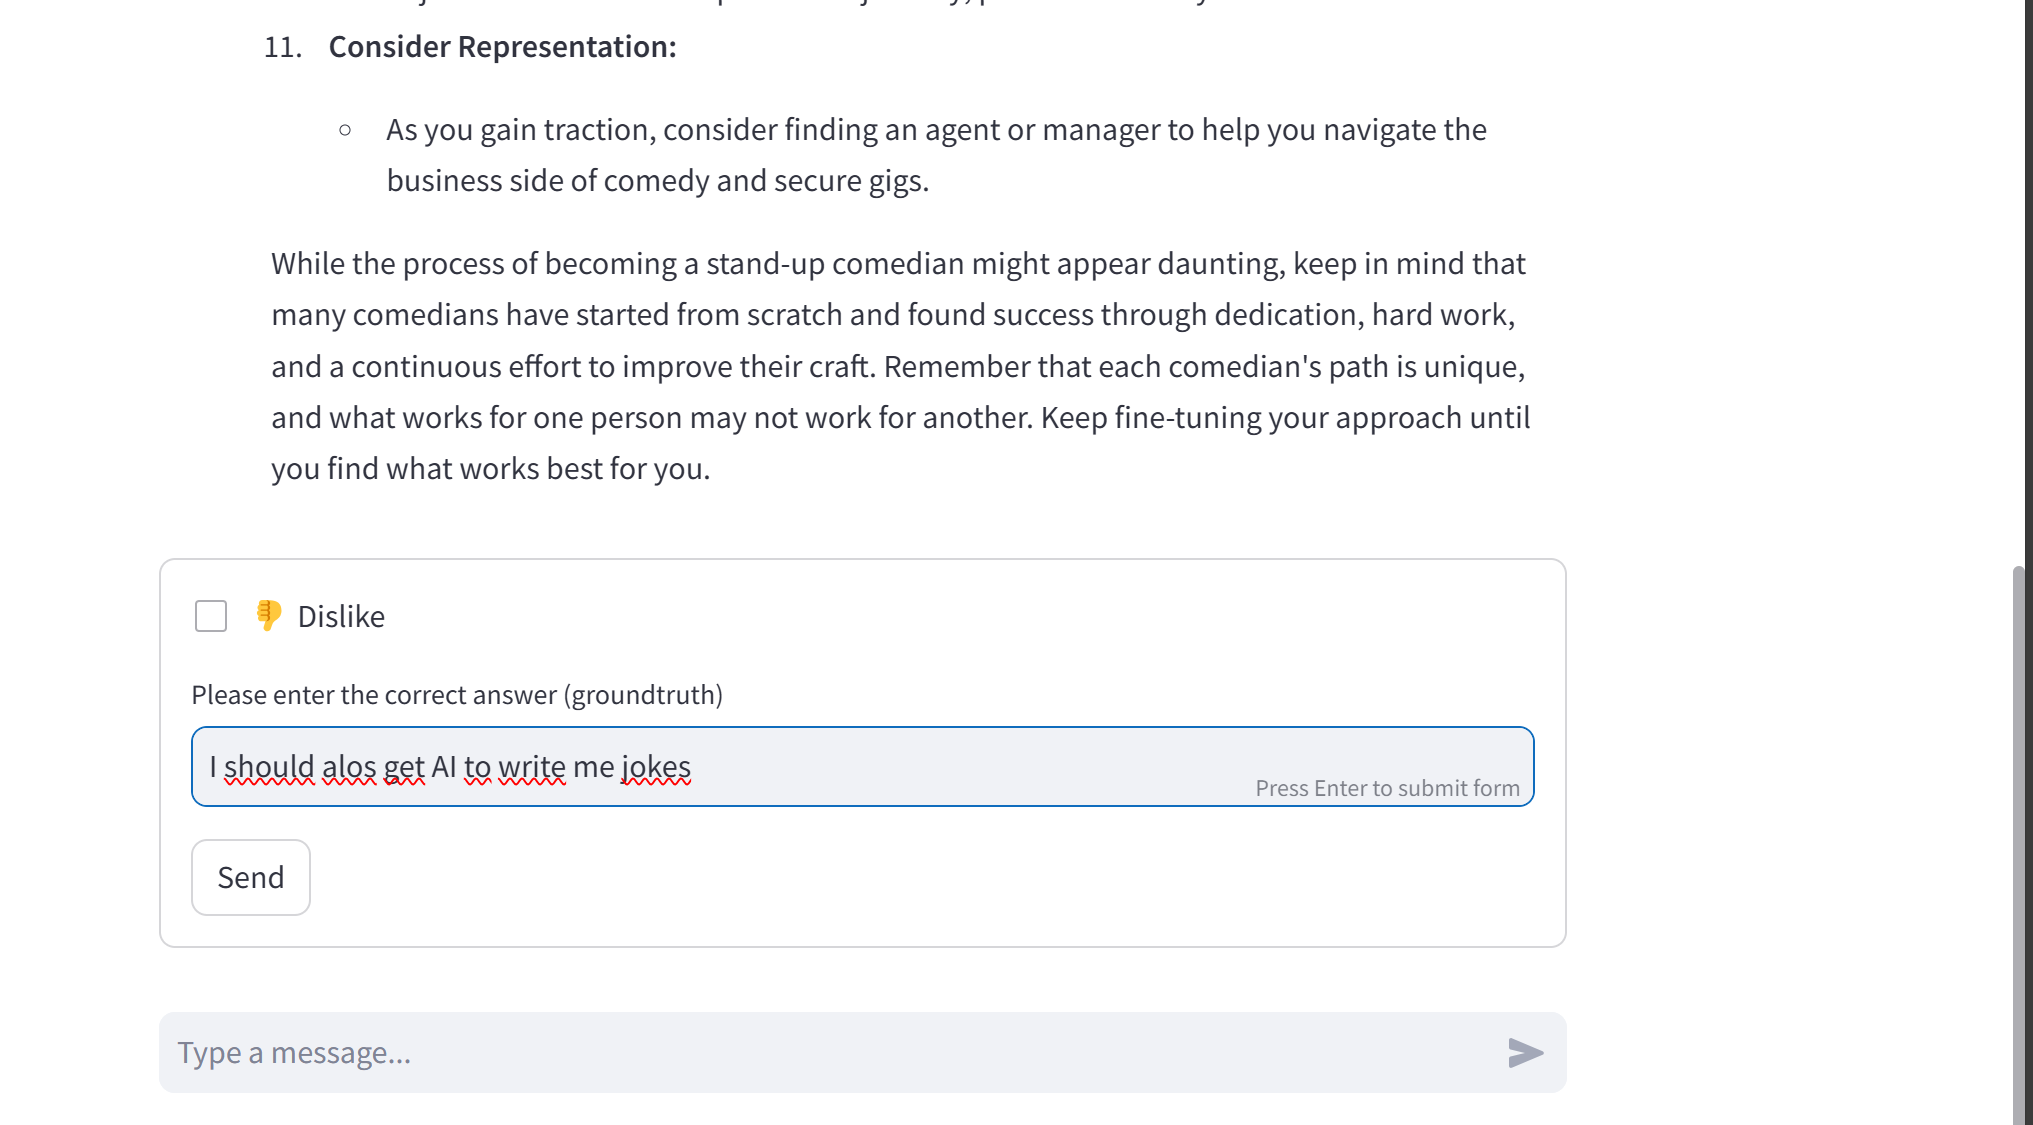 11. Consider Representation:
○ As you gain traction, consider finding an agent or manager to help you navigate the
business side of comedy and secure gigs.
While the process of becoming a stand-up comedian might appear daunting, keep in mind that
many comedians have started from scratch and found success through dedication, hard work,
and a continuous effort to improve their craft. Remember that each comedian's path is unique,
and what works for one person may not work for another. Keep fine-tuning your approach until
you find what works best for you.
👎 Dislike
Please enter the correct answer (groundtruth)
I should alos get AI to write me jokes
Press Enter to submit form
Send
Type a message...